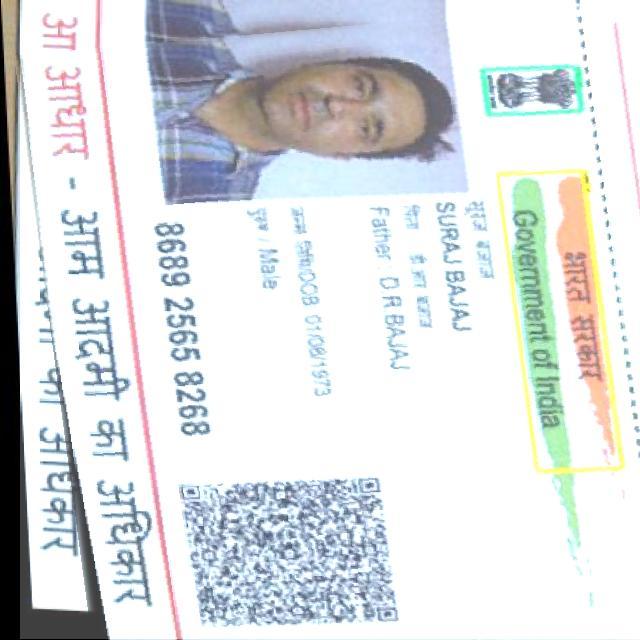 भारत सरकार
Government of India
सूरज बजाज
SURAJ BAJAJ
पिता डी आर बजाज
Father : D R BAJAJ
जन्म तिथि/DOB 01/08/1973
पुरुष / Male
8689 2565 8268
आ आधार - आम आदमी का अधिकार
का अधिकार